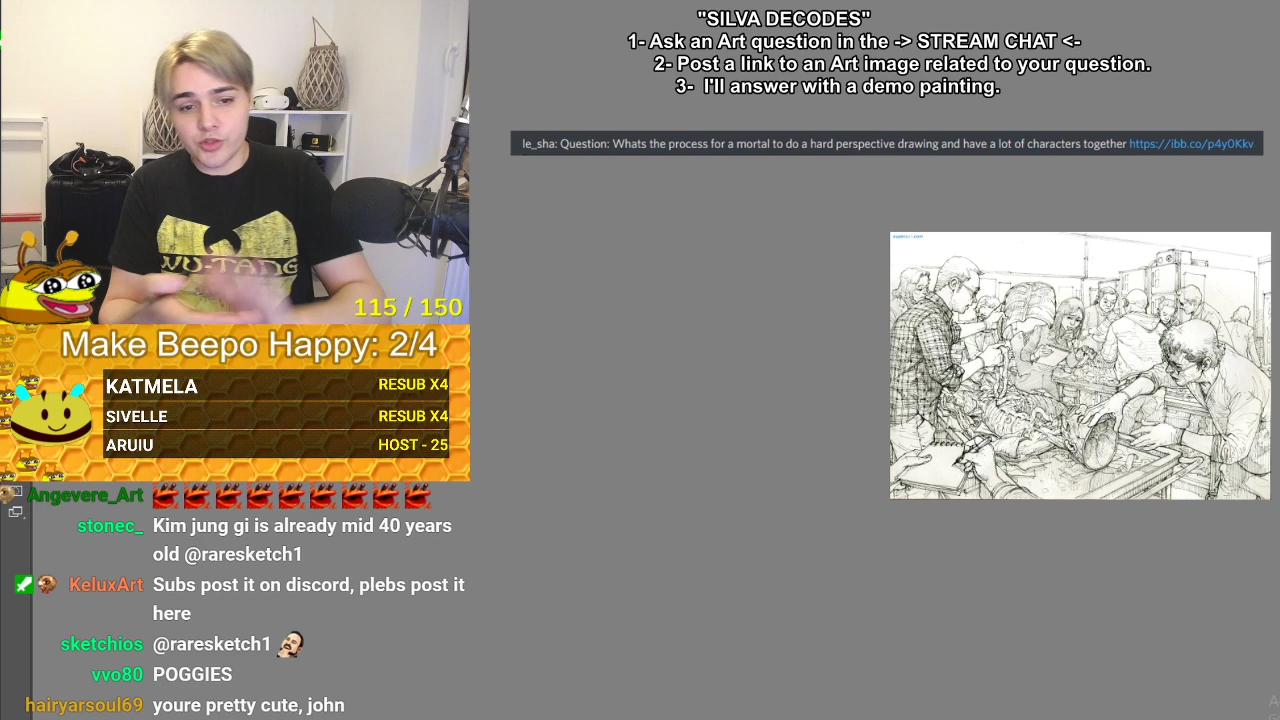 "SILVA DECODES"
1- Ask an Art question in the -> STREAM CHAT <-
2- Post a link to an Art image related to your question.
3- I'll answer with a demo painting.
le_sha: Question: Whats the process for a mortal to do a hard perspective drawing and have a lot of characters together https://ibb.co/p4yOKkv
WU-TANG
115 / 150
Make Beepo Happy: 2/4
KATMELA RESUB X4
SIVELLE RESUB X4
ARUIU HOST - 25
Angevere_Art
stonec_ Kim jung gi is already mid 40 years
old @raresketch1
KeluxArt Subs post it on discord, plebs post it
here
sketchios @raresketch1
vvo80 POGGIES
hairyarsoul69 youre pretty cute, john